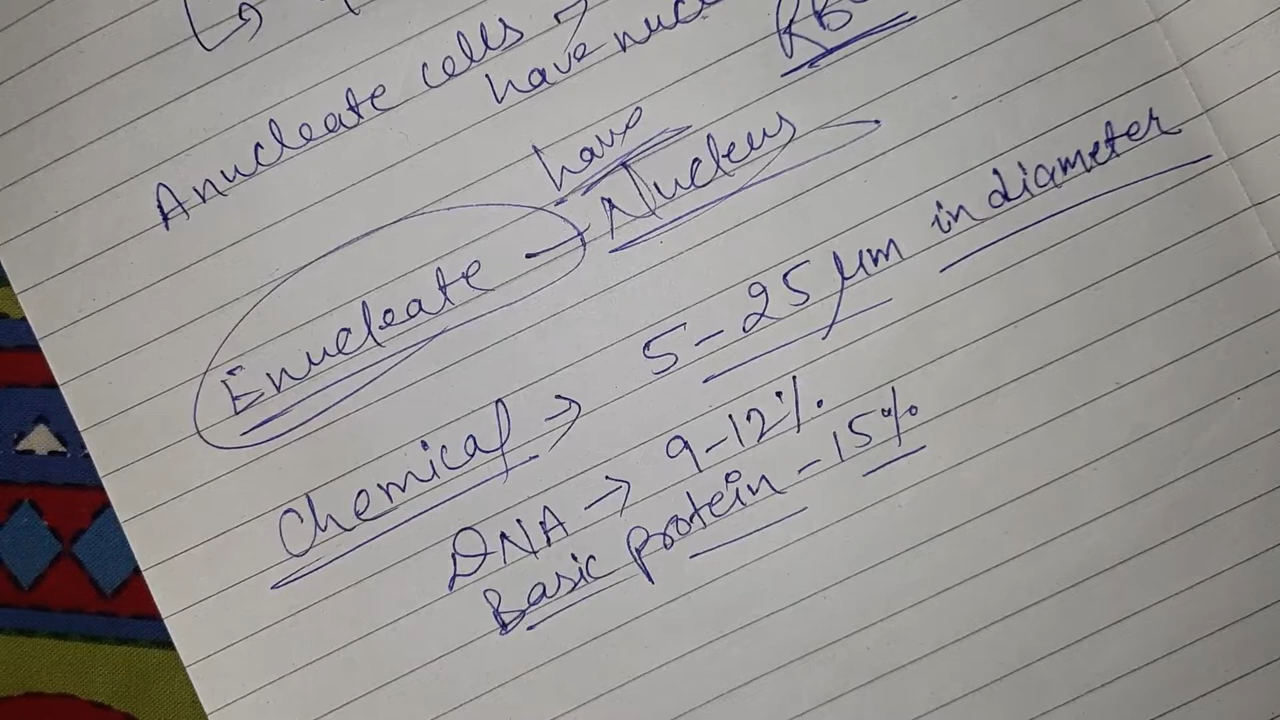 Anucleate cells →
have nuc
RB
have
Enucleate – Nucleus
5-25 µm in diameter
Chemical →
DNA → 9-12%.
Basic Protein - 15%